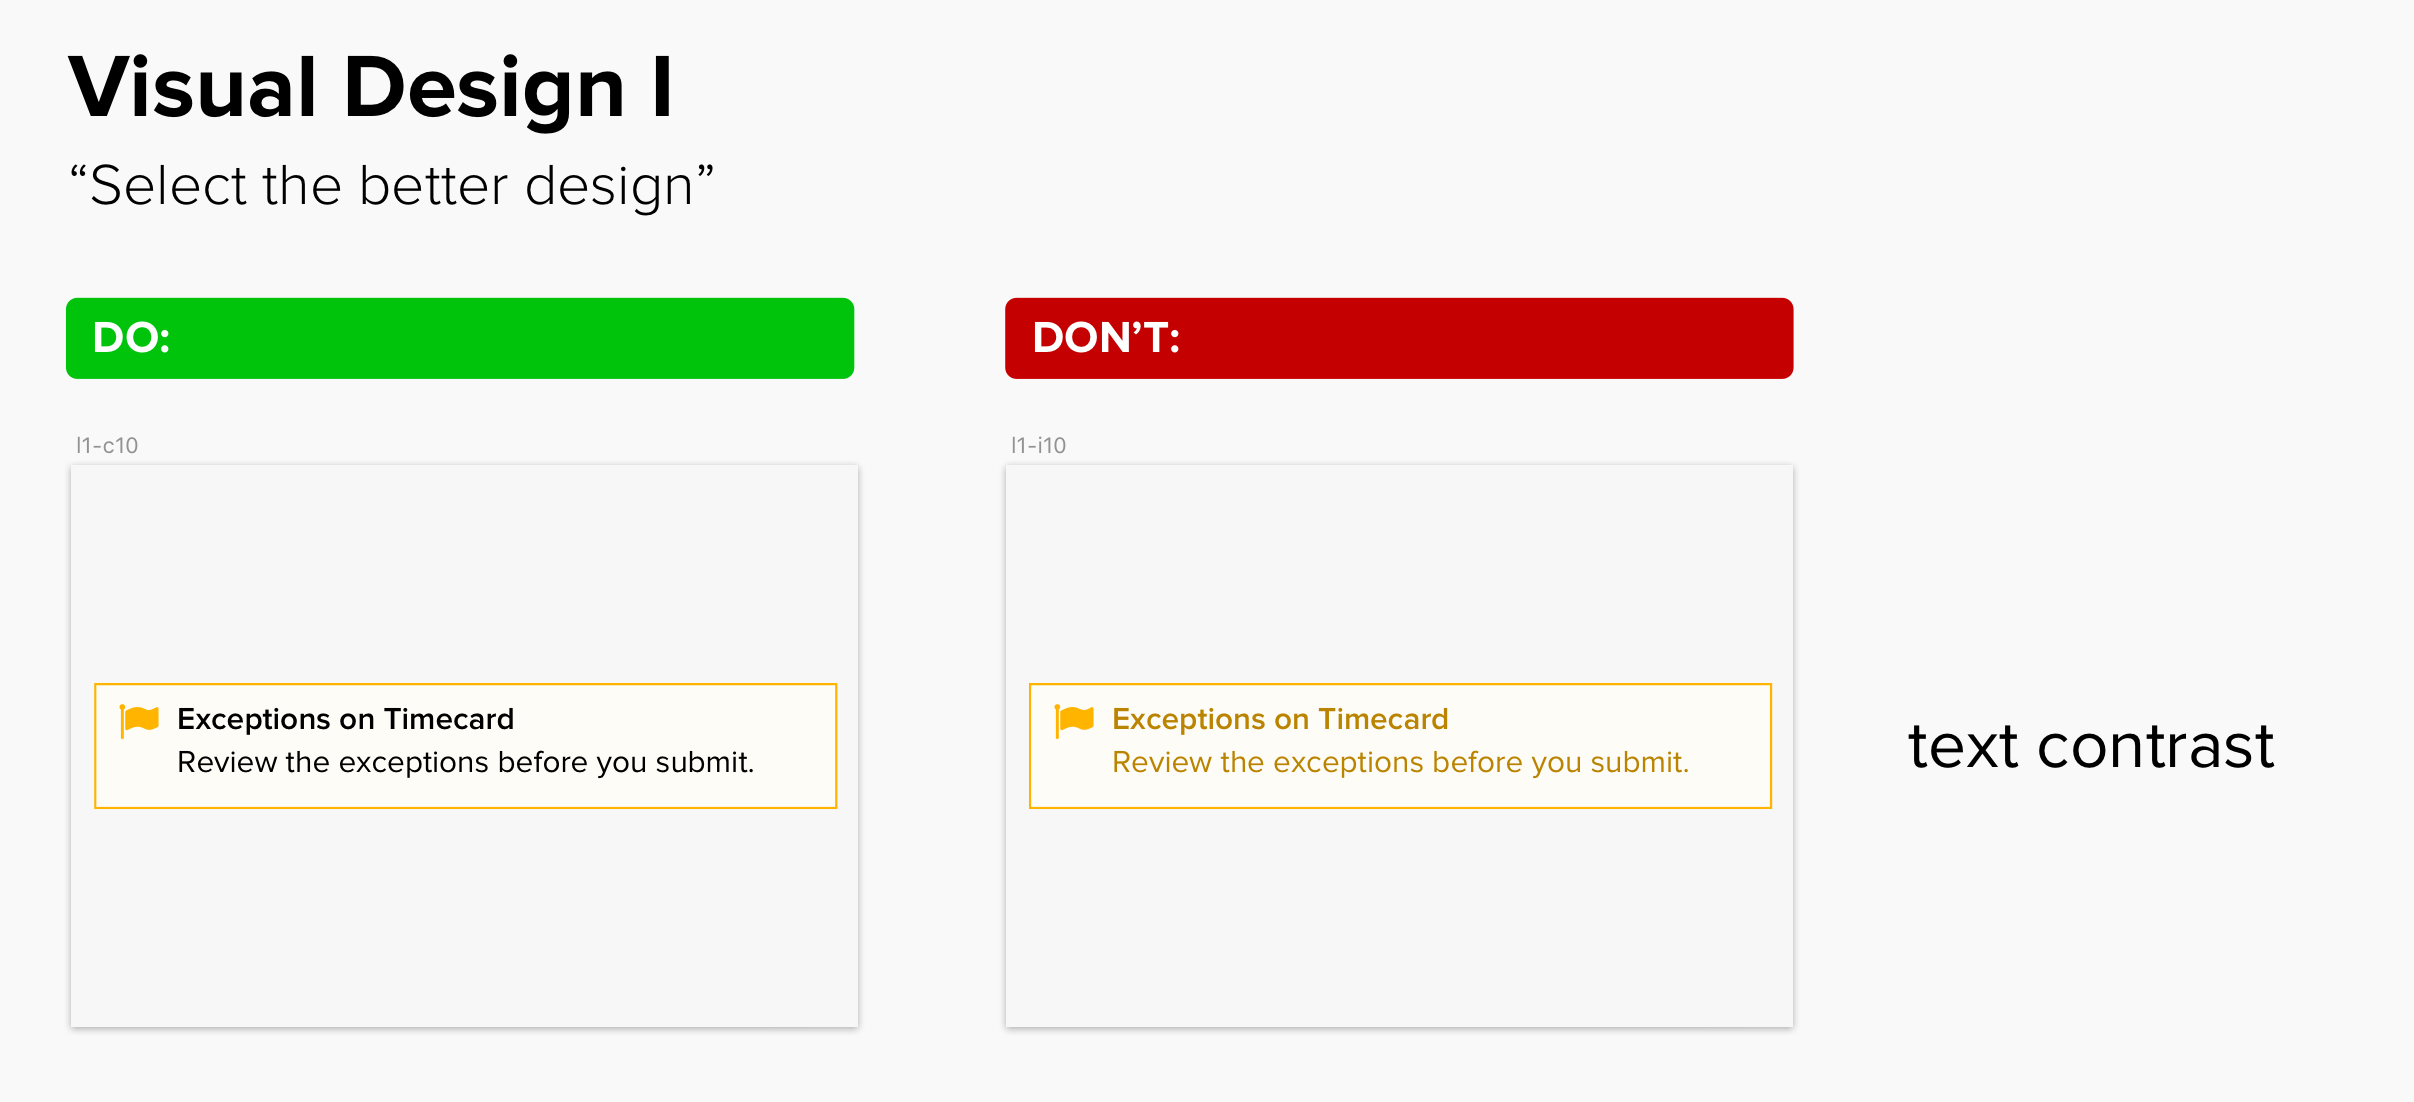 Visual Design I
“Select the better design”
DO:
DON’T:
l1-c10
l1-i10
Exceptions on Timecard
Review the exceptions before you submit.
Exceptions on Timecard
Review the exceptions before you submit.
text contrast